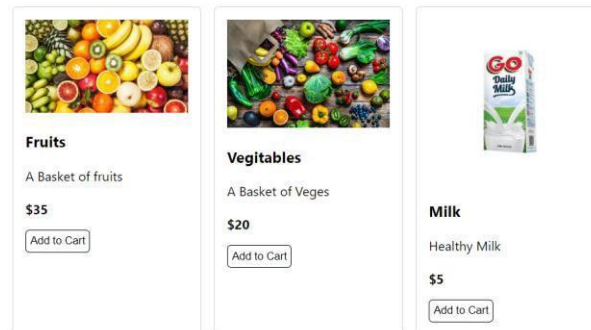 Fruits
A Basket of fruits
$35
Add to Cart
Vegitables
A Basket of Veges
$20
Add to Cart
GO
Daily
Milk
Milk
Healthy Milk
$5
Add to Cart